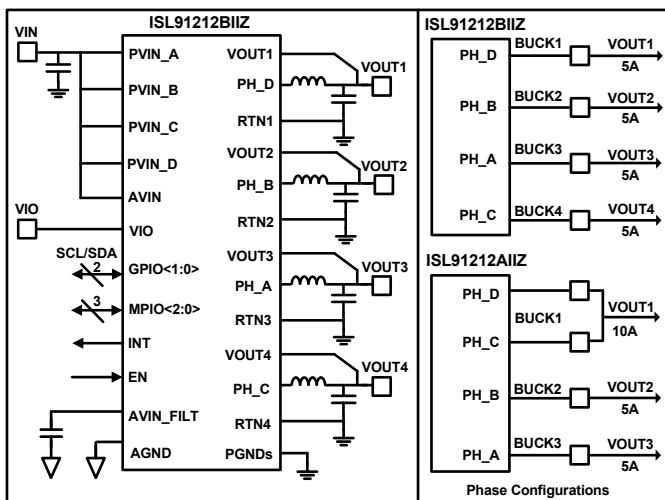 ISL91212BIIZ
VIN
PVIN_A
PVIN_B
PVIN_C
PVIN_D
AVIN
VIO
VIO
SCL/SDA
2
GPIO<1:0>
3
MPIO<2:0>
INT
EN
AVIN_FILT
AGND
VOUT1
PH_D
RTN1
VOUT2
PH_B
RTN2
VOUT3
PH_A
RTN3
VOUT4
PH_C
RTN4
PGNDs
VOUT1
VOUT2
VOUT3
VOUT4
ISL91212BIIZ
PH_D BUCK1 VOUT1
5A
PH_B BUCK2 VOUT2
5A
PH_A BUCK3 VOUT3
5A
PH_C BUCK4 VOUT4
5A
ISL91212AIIZ
PH_D
BUCK1 VOUT1
10A
PH_C
PH_B BUCK2 VOUT2
5A
PH_A BUCK3 VOUT3
5A
Phase Configurations